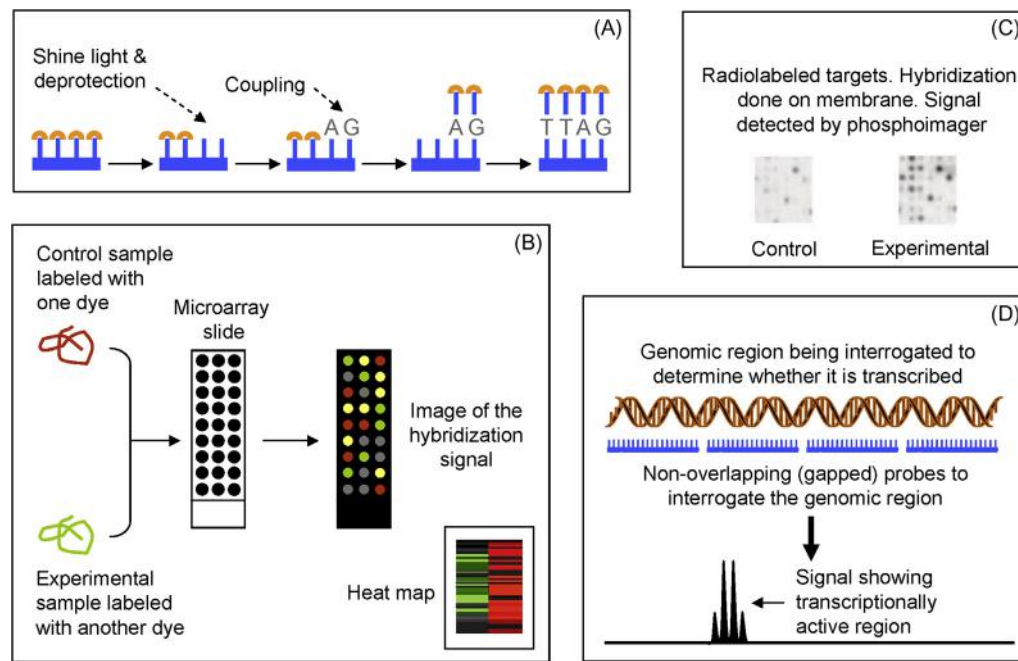 (A)
Shine light &
deprotection
Coupling
A G
A G
T T A G
(B)
Control sample
labeled with
one dye
Microarray
slide
Image of the
hybridization
signal
Experimental
sample labeled
with another dye
Heat map
(C)
Radiolabeled targets. Hybridization
done on membrane. Signal
detected by phosphoimager
Control
Experimental
(D)
Genomic region being interrogated to
determine whether it is transcribed
Non-overlapping (gapped) probes to
interrogate the genomic region
Signal showing
transcriptionally
active region